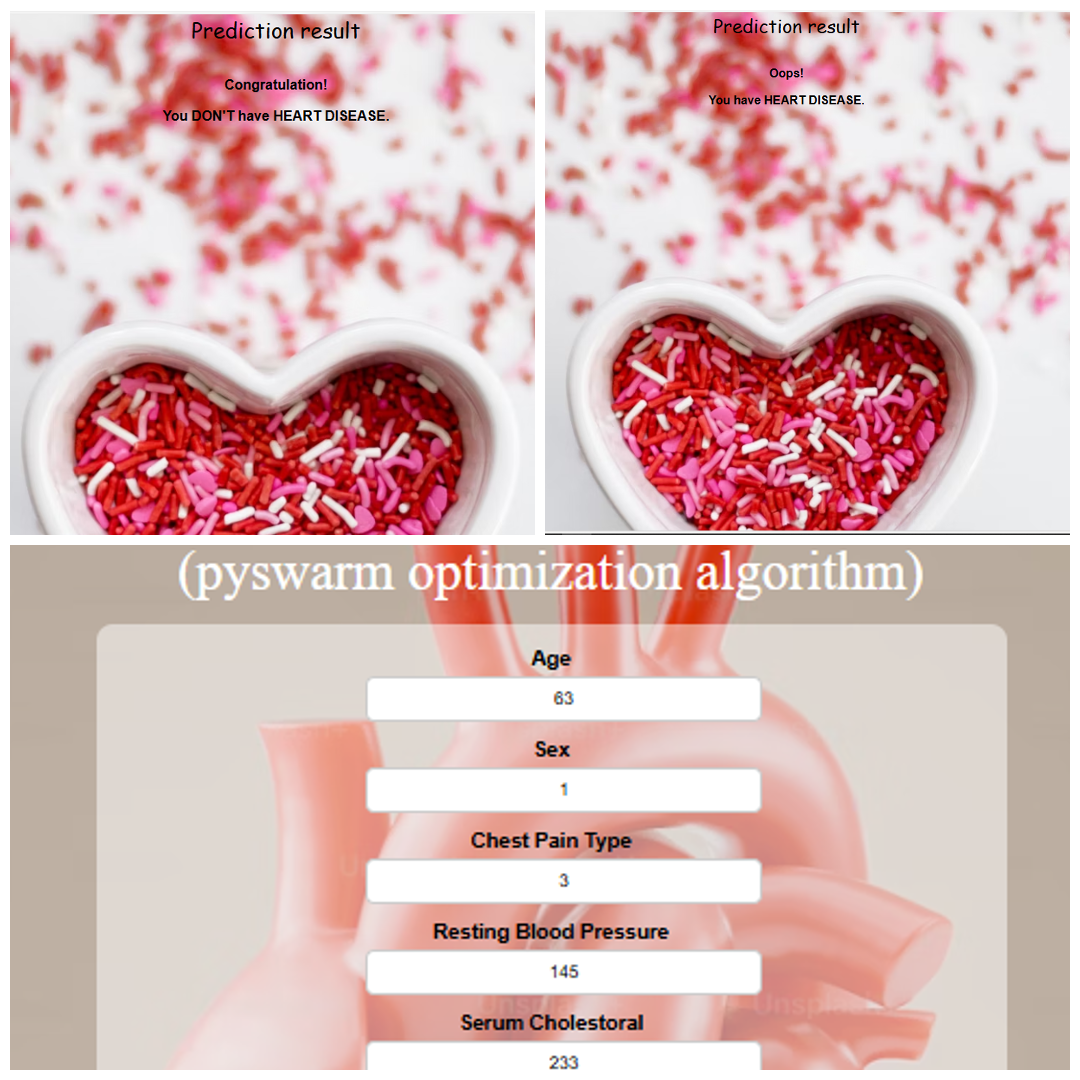 Prediction result
Congratulation!
You DON'T have HEART DISEASE.
Prediction result
Oops!
You have HEART DISEASE.
(pyswarm optimization algorithm)
Age
63
Sex
1
Chest Pain Type
3
Resting Blood Pressure
145
Serum Cholestoral
233